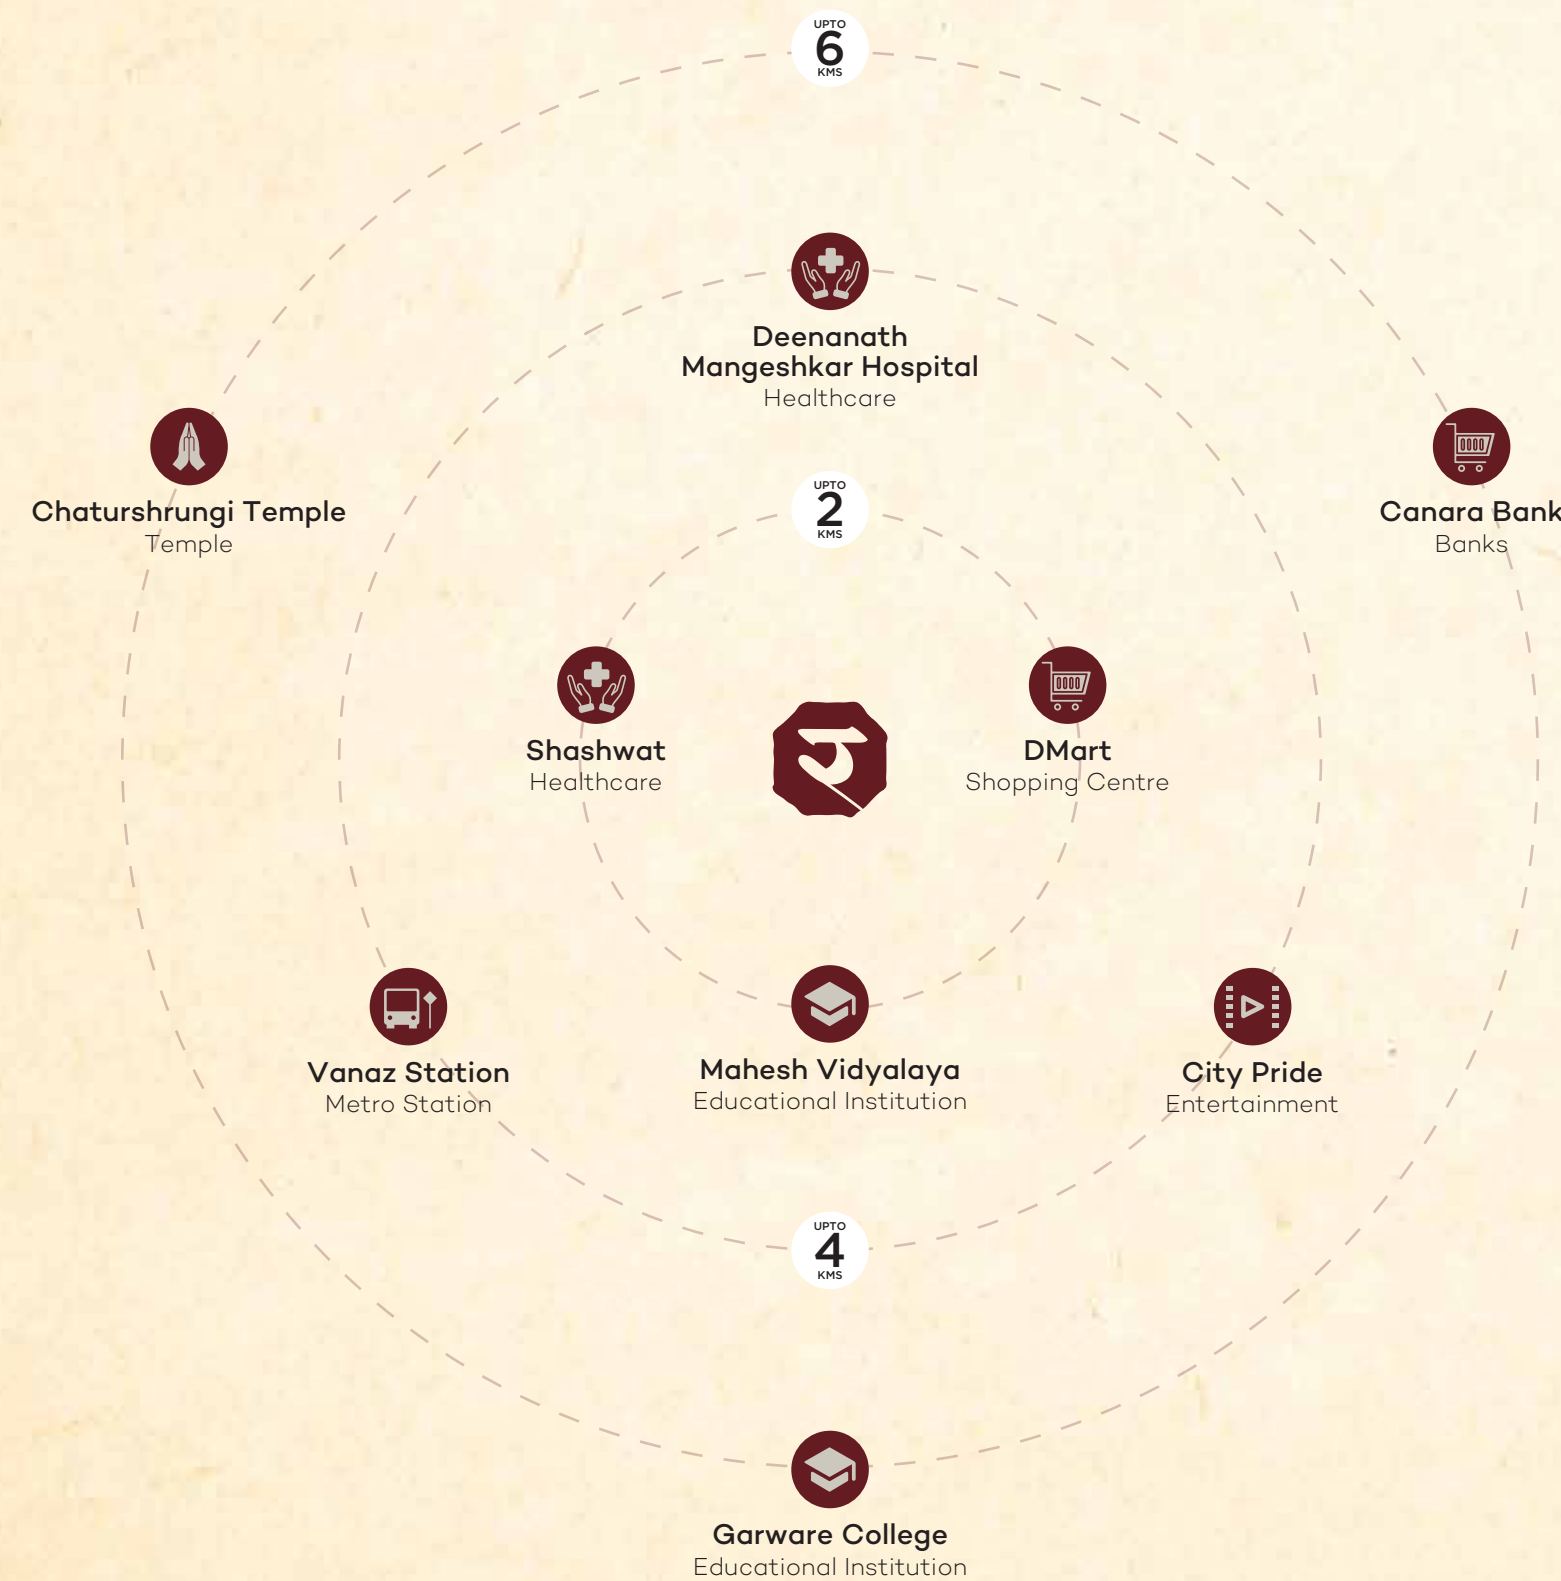 UPTO
6
KMS
Deenanath
Mangeshkar Hospital
Healthcare
Chaturshrungi Temple
Temple
Canara Bank
Banks
UPTO
2
KMS
Shashwat
Healthcare
र
DMart
Shopping Centre
Vanaz Station
Metro Station
Mahesh Vidyalaya
Educational Institution
City Pride
Entertainment
UPTO
4
KMS
Garware College
Educational Institution